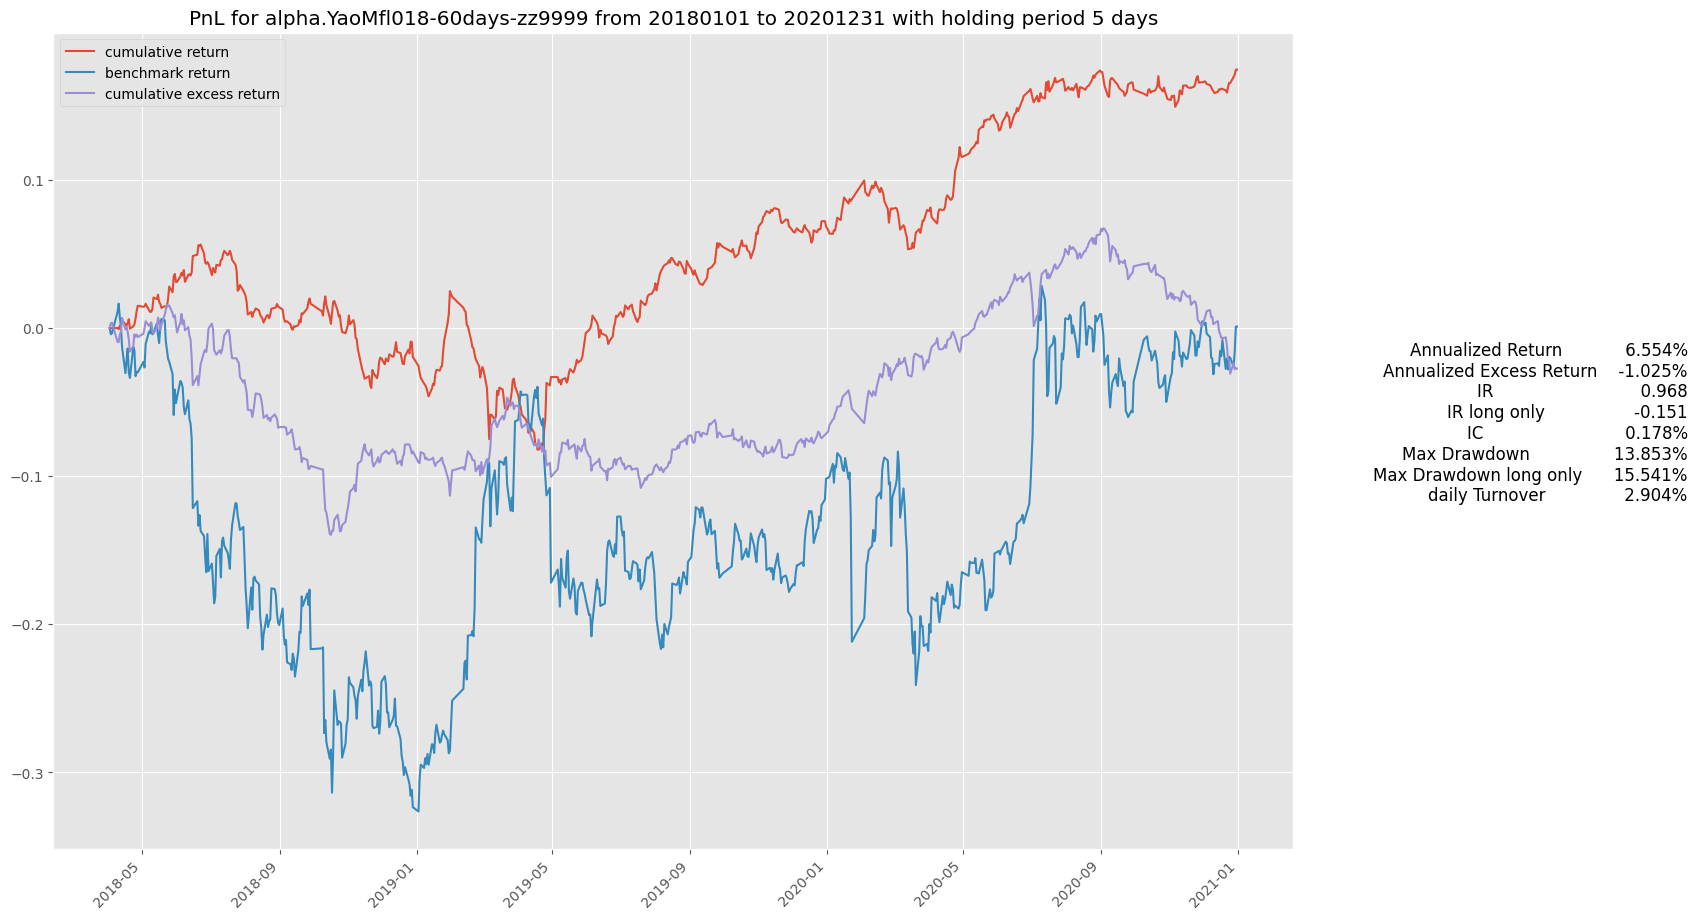 PnL for alpha.YaoMfl018-60days-zz9999 from 20180101 to 20201231 with holding period 5 days
cumulative return
benchmark return
cumulative excess return
0.1
0.0
−0.1
−0.2
−0.3
2018-05
2018-09
2019-01
2019-05
2019-09
2020-01
2020-05
2020-09
2021-01
Annualized Return 6.554%
Annualized Excess Return -1.025%
IR 0.968
IR long only -0.151
IC 0.178%
Max Drawdown 13.853%
Max Drawdown long only 15.541%
daily Turnover 2.904%